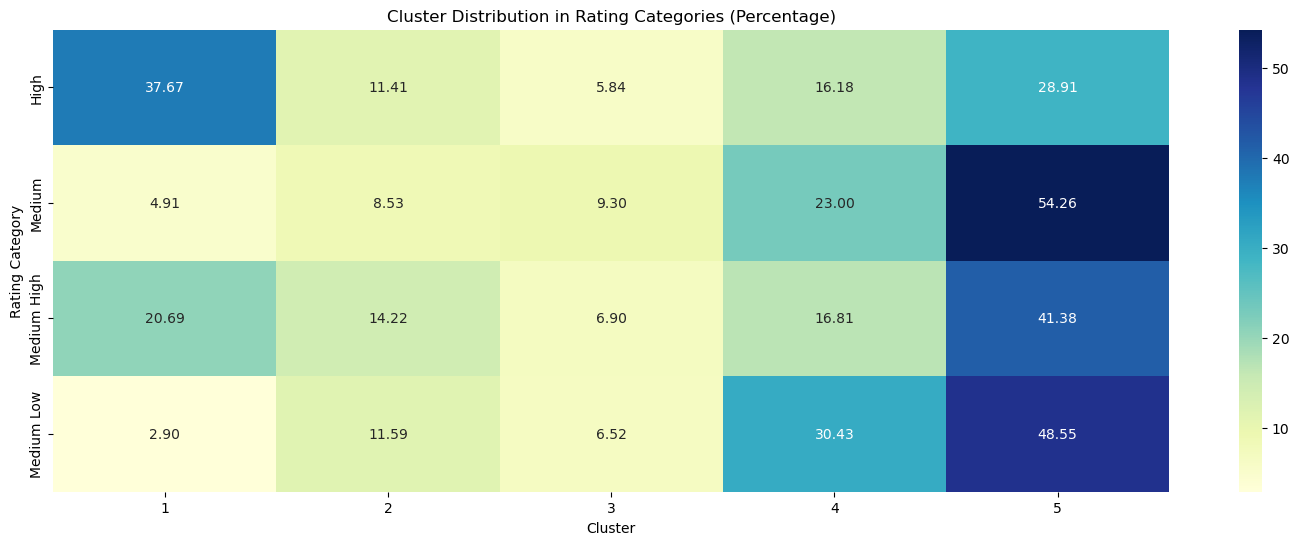 Cluster Distribution in Rating Categories (Percentage)
Rating Category
High
37.67 11.41 5.84 16.18 28.91
Medium
4.91 8.53 9.30 23.00 54.26
Medium High
20.69 14.22 6.90 16.81 41.38
Medium Low
2.90 11.59 6.52 30.43 48.55
1 2 3 4 5
Cluster
50
40
30
20
10